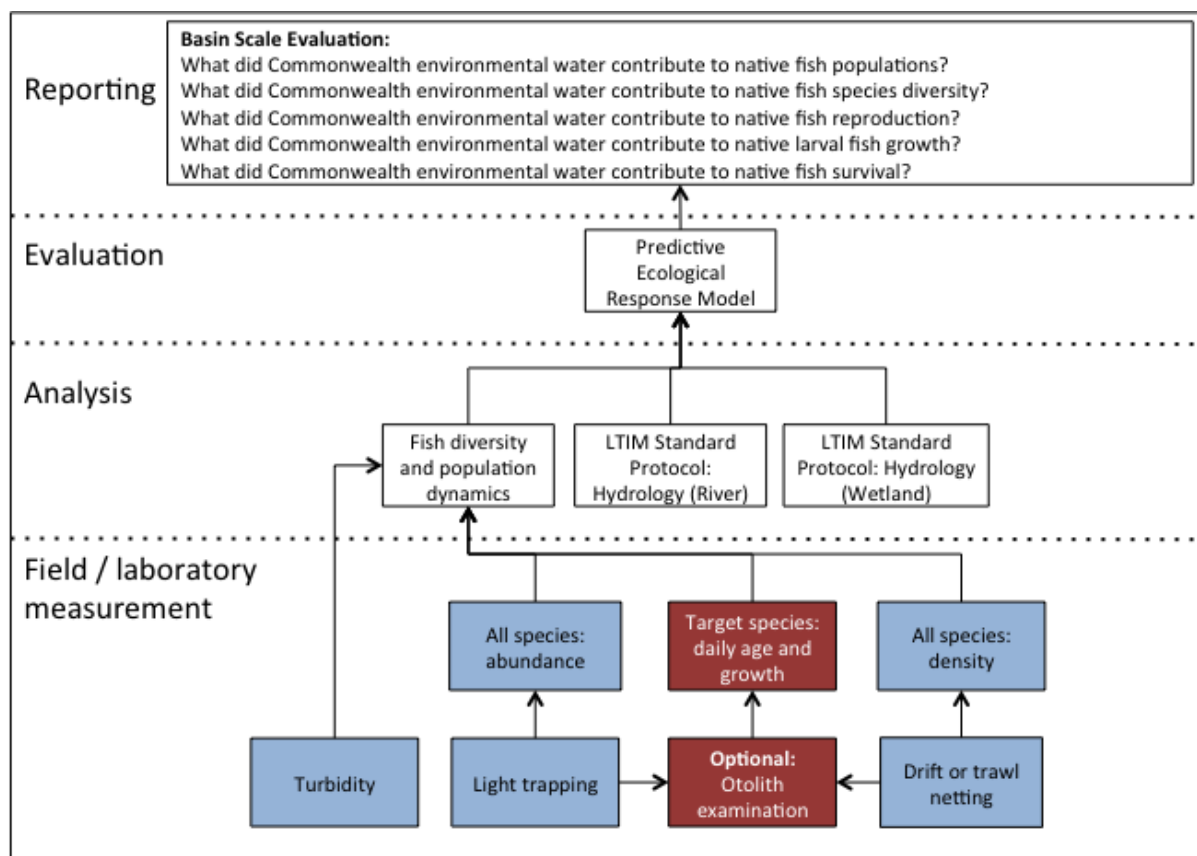 Reporting
Basin Scale Evaluation:
What did Commonwealth environmental water contribute to native fish populations?
What did Commonwealth environmental water contribute to native fish species diversity?
What did Commonwealth environmental water contribute to native fish reproduction?
What did Commonwealth environmental water contribute to native larval fish growth?
What did Commonwealth environmental water contribute to native fish survival?
Evaluation
Predictive
Ecological
Response Model
Analysis
Fish diversity
and population
dynamics
LTIM Standard
Protocol:
Hydrology (River)
LTIM Standard
Protocol: Hydrology
(Wetland)
Field / laboratory
measurement
All species:
abundance
Target species:
daily age and
growth
All species:
density
Turbidity
Light trapping
Optional:
Otolith
examination
Drift or trawl
netting